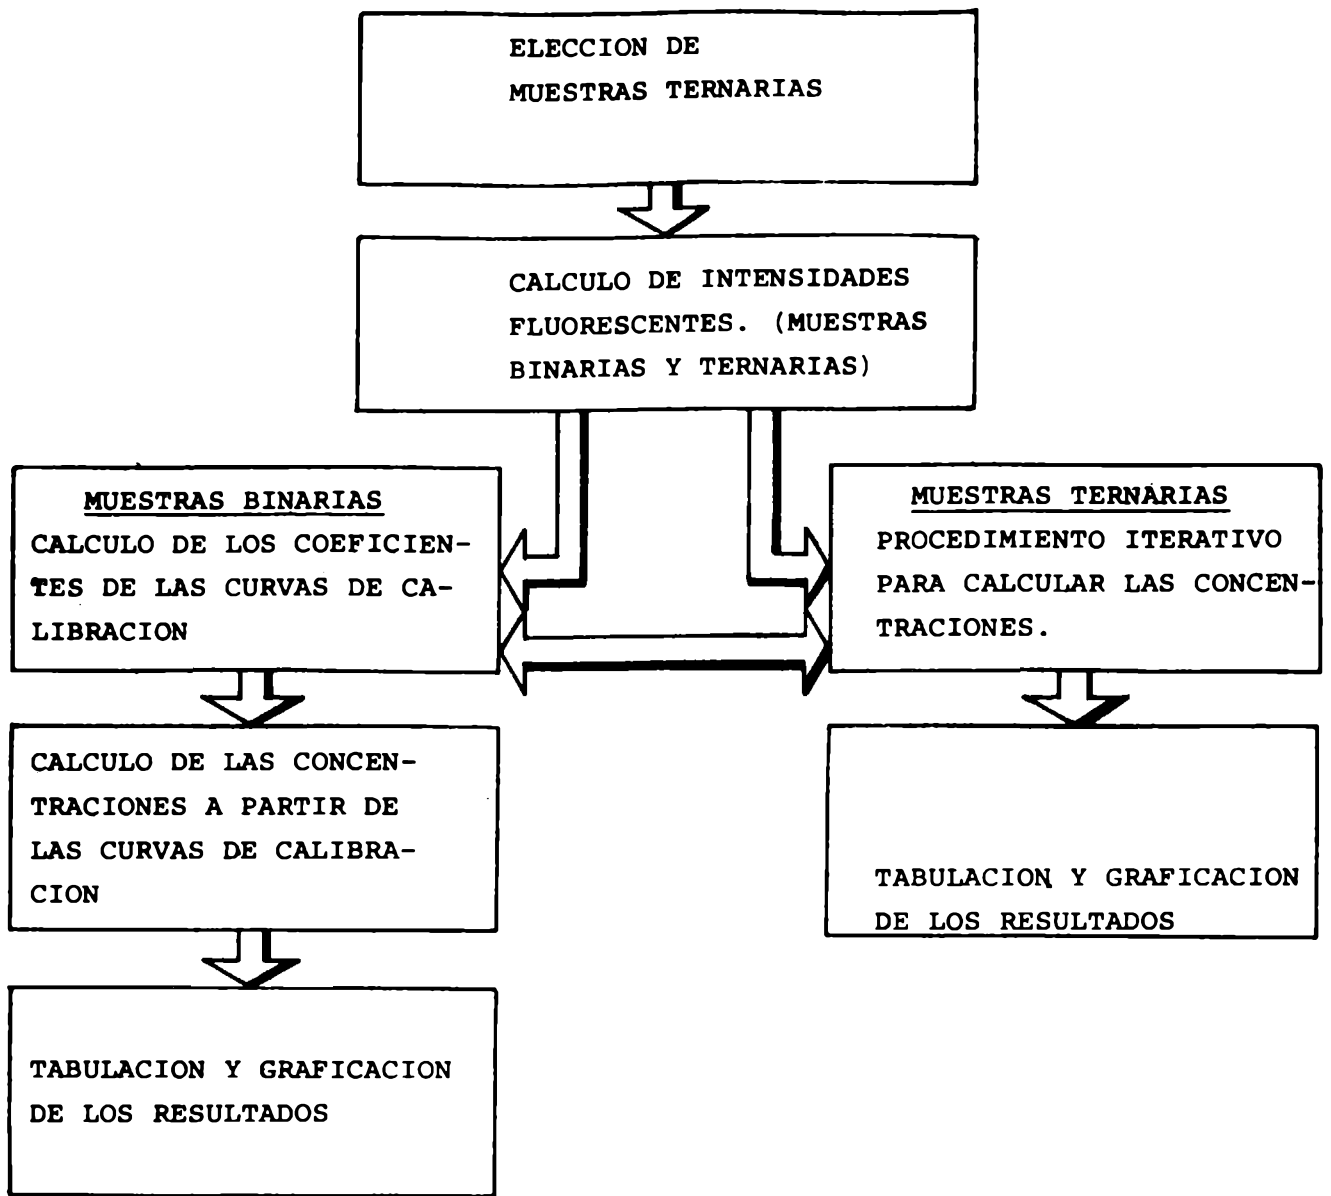 ELECCION DE
MUESTRAS TERNARIAS
CALCULO DE INTENSIDADES
FLUORESCENTES. (MUESTRAS
BINARIAS Y TERNARIAS)
MUESTRAS BINARIAS
CALCULO DE LOS COEFICIEN-
TES DE LAS CURVAS DE CA-
LIBRACION
MUESTRAS TERNARIAS
PROCEDIMIENTO ITERATIVO
PARA CALCULAR LAS CONCEN-
TRACIONES.
CALCULO DE LAS CONCEN-
TRACIONES A PARTIR DE
LAS CURVAS DE CALIBRA-
CION
TABULACION Y GRAFICACION
DE LOS RESULTADOS
TABULACION Y GRAFICACION
DE LOS RESULTADOS